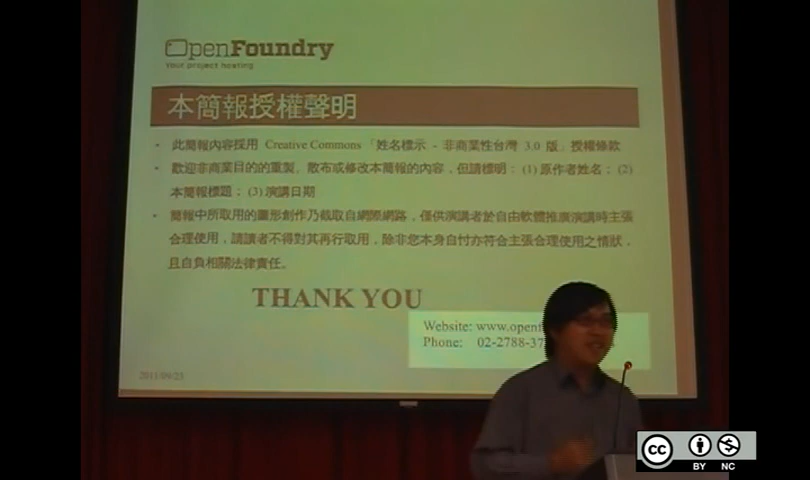 OpenFoundry
Your project hosting
本簡報授權聲明
• 此簡報內容採用 Creative Commons 「姓名標示 - 非商業性台灣 3.0 版」授權條款
• 歡迎非商業目的的重製、散布或修改本簡報的內容，但請標明： (1) 原作者姓名； (2)
本簡報標題； (3) 演講日期
• 簡報中所取用的圖形創作乃截取自網際網路，僅供演講者於自由軟體推廣演講時主張
合理使用，請讀者不得對其再行取用，除非您本身自忖亦符合主張合理使用之情狀，
且自負相關法律責任。
THANK YOU
Website: www.openf
Phone: 02-2788-37
2011/09/23
cc
BY NC